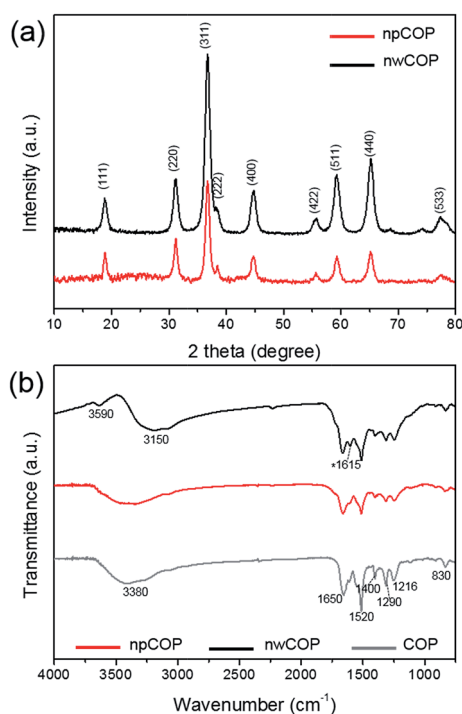 (a)
npCOP
nwCOP
Intensity (a.u.)
(111)
(220)
(311)
(222)
(400)
(422)
(511)
(440)
(533)
10 20 30 40 50 60 70 80
2 theta (degree)
(b)
Transmittance (a.u.)
3590
3150
*1615
3380
1650
1520
1400
1290
1216
830
npCOP nwCOP COP
4000 3500 3000 2500 2000 1500 1000
Wavenumber (cm-1)